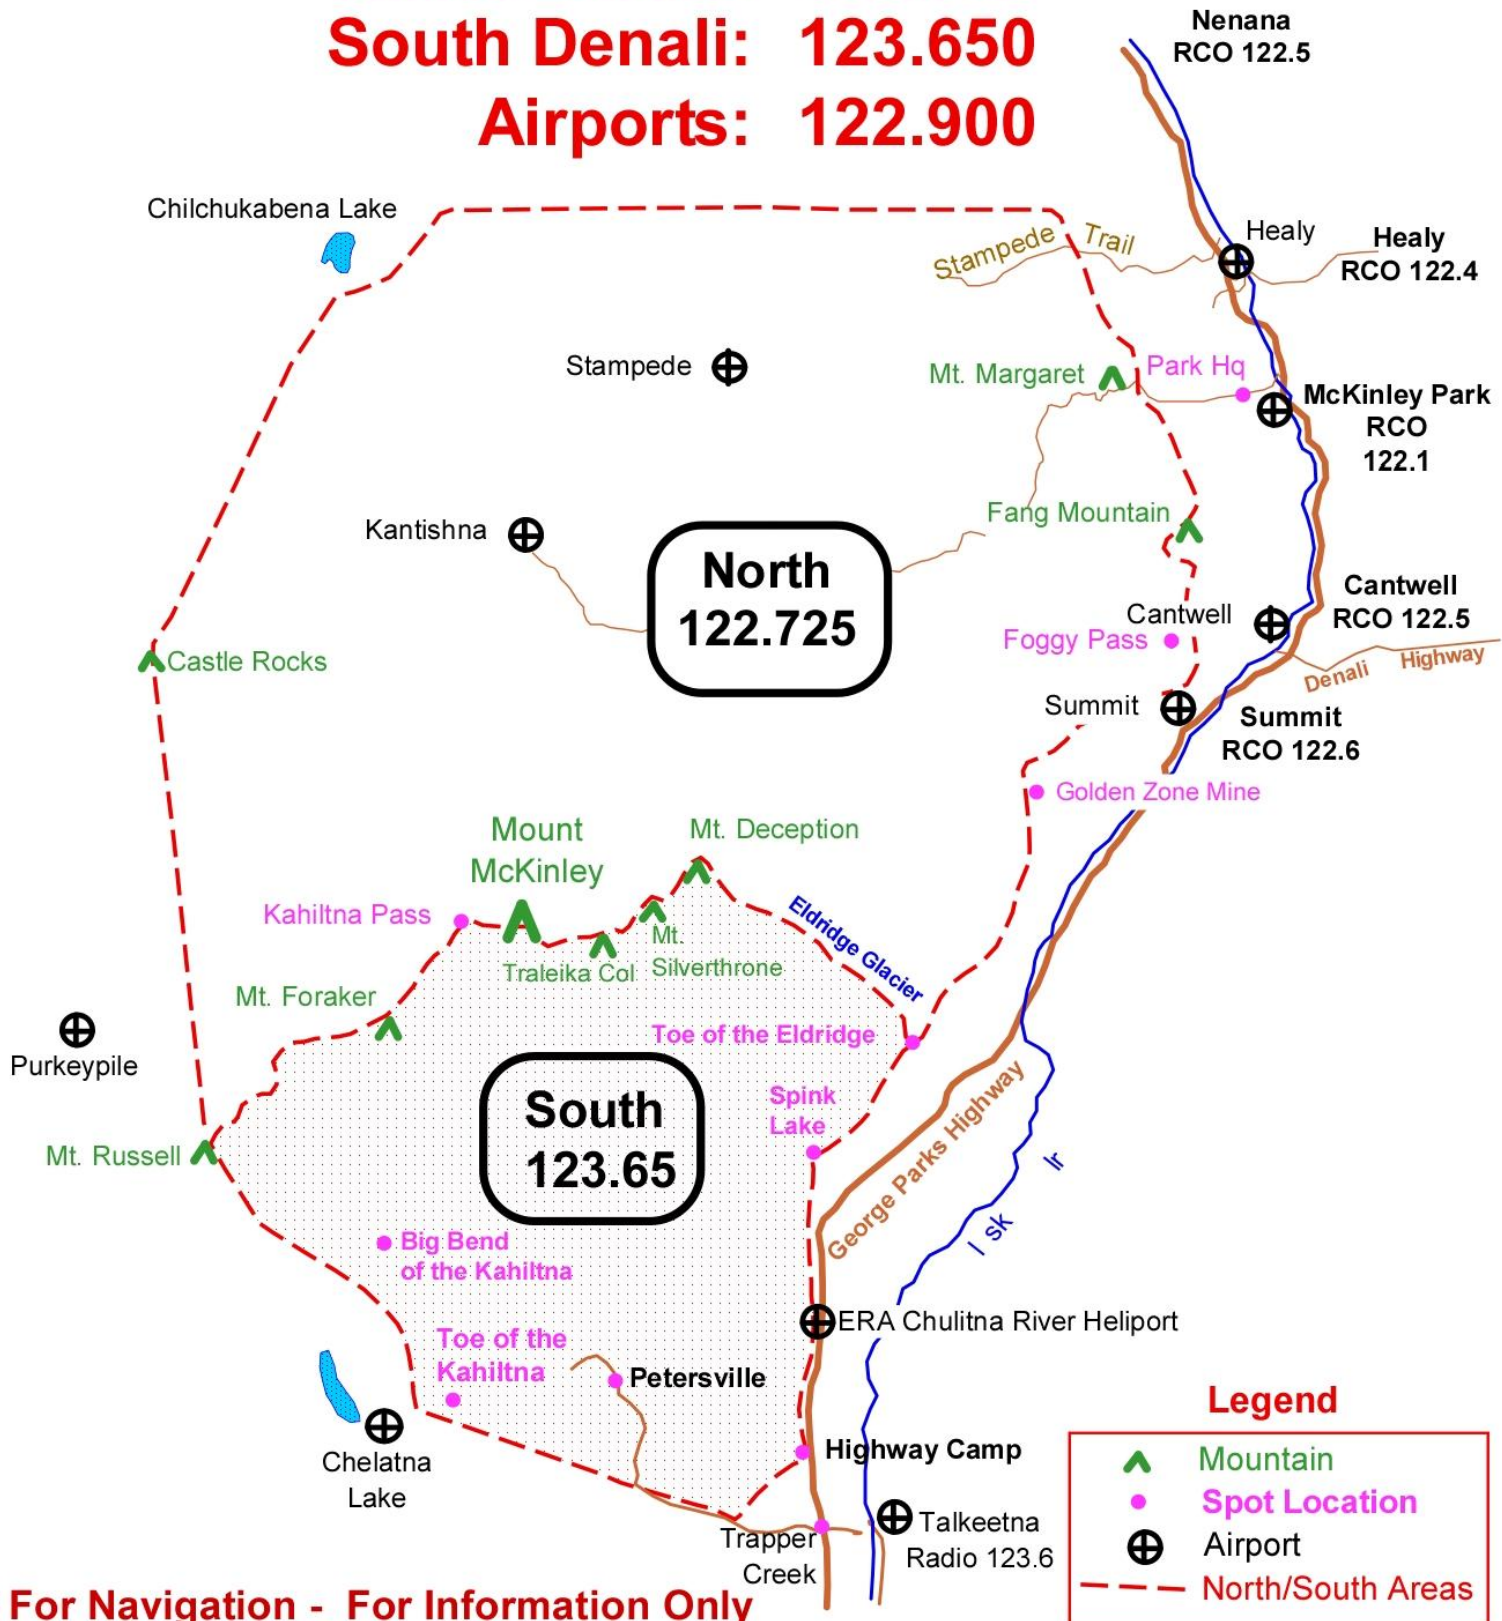 South Denali: 123.650
Airports: 122.900
Nenana
RCO 122.5
Chilchukabena Lake
Stampede Trail
Healy
Healy
RCO 122.4
Stampede
Mt. Margaret
Park Hq
McKinley Park
RCO
122.1
Kantishna
Fang Mountain
North
122.725
Cantwell
Cantwell
RCO 122.5
Foggy Pass
Denali Highway
Castle Rocks
Summit
Summit
RCO 122.6
Golden Zone Mine
Mount
McKinley
Mt. Deception
Kahiltna Pass
Eldridge Glacier
Mt.
Silverthrone
Traleika Col
Mt. Foraker
Toe of the Eldridge
Purkeypile
South
123.65
Spink
Lake
George Parks Highway
Mt. Russell
lr
l sk
Big Bend
of the Kahiltna
ERA Chulitna River Heliport
Toe of the
Kahiltna
Petersville
Chelatna
Lake
Highway Camp
Trapper
Creek
Talkeetna
Radio 123.6
Legend
Mountain
Spot Location
Airport
North/South Areas
For Navigation - For Information Only